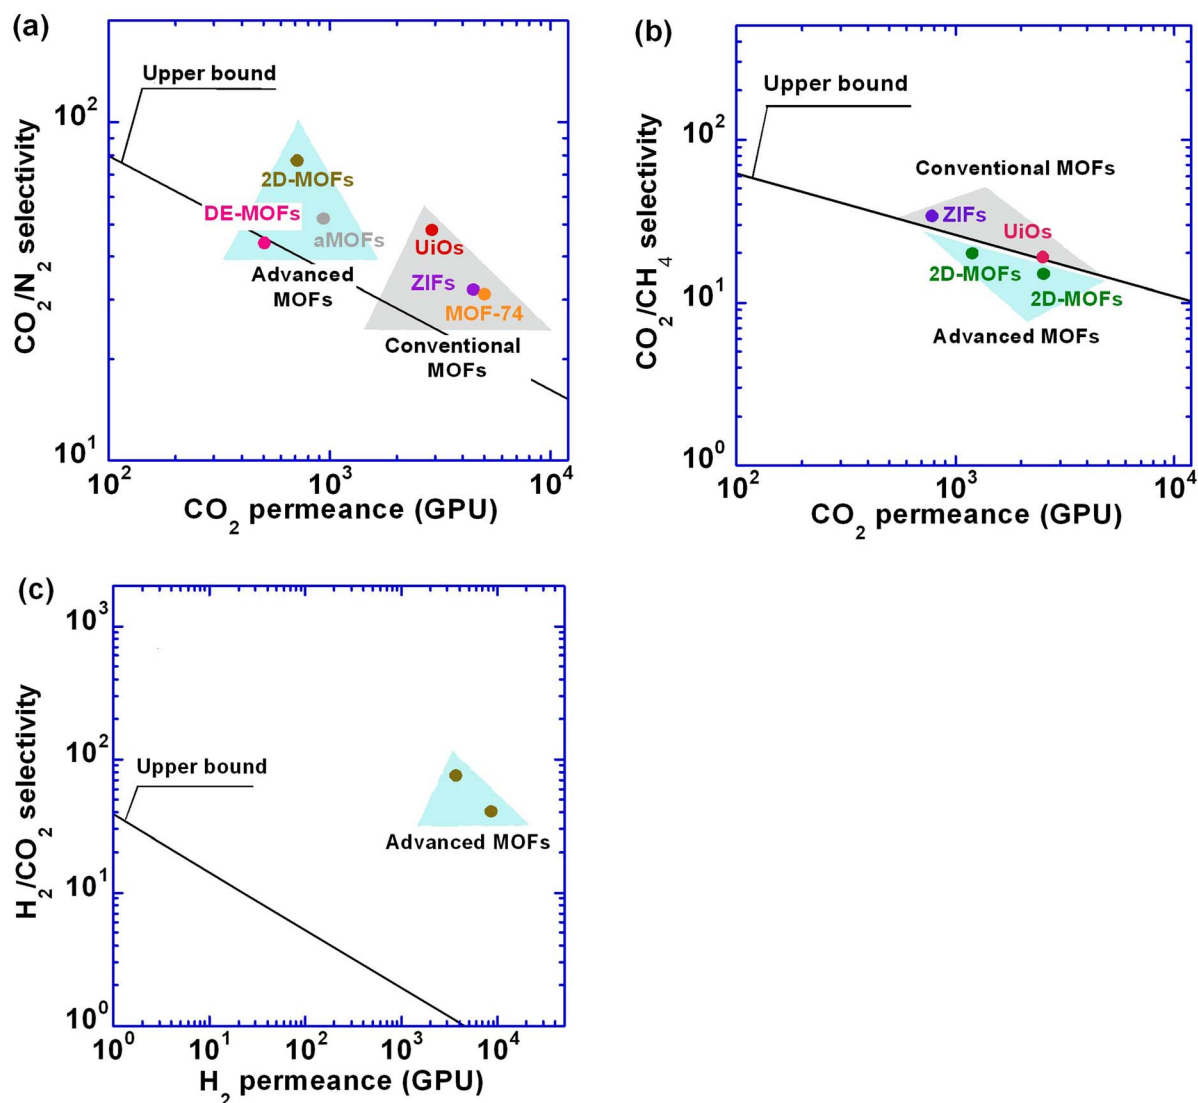 (a)
Upper bound
10²
2D-MOFs
DE-MOFs
aMOFs
UiOs
ZIFs
MOF-74
Advanced
MOFs
Conventional
MOFs
CO₂/N₂ selectivity
10¹
10² 10³ 10⁴
CO₂ permeance (GPU)
(b)
Upper bound
10²
Conventional MOFs
ZIFs
UiOs
2D-MOFs
2D-MOFs
Advanced MOFs
CO₂/CH₄ selectivity
10¹
10⁰
10² 10³ 10⁴
CO₂ permeance (GPU)
(c)
10³
10²
Upper bound
Advanced MOFs
H₂/CO₂ selectivity
10¹
10⁰
10⁰ 10¹ 10² 10³ 10⁴
H₂ permeance (GPU)